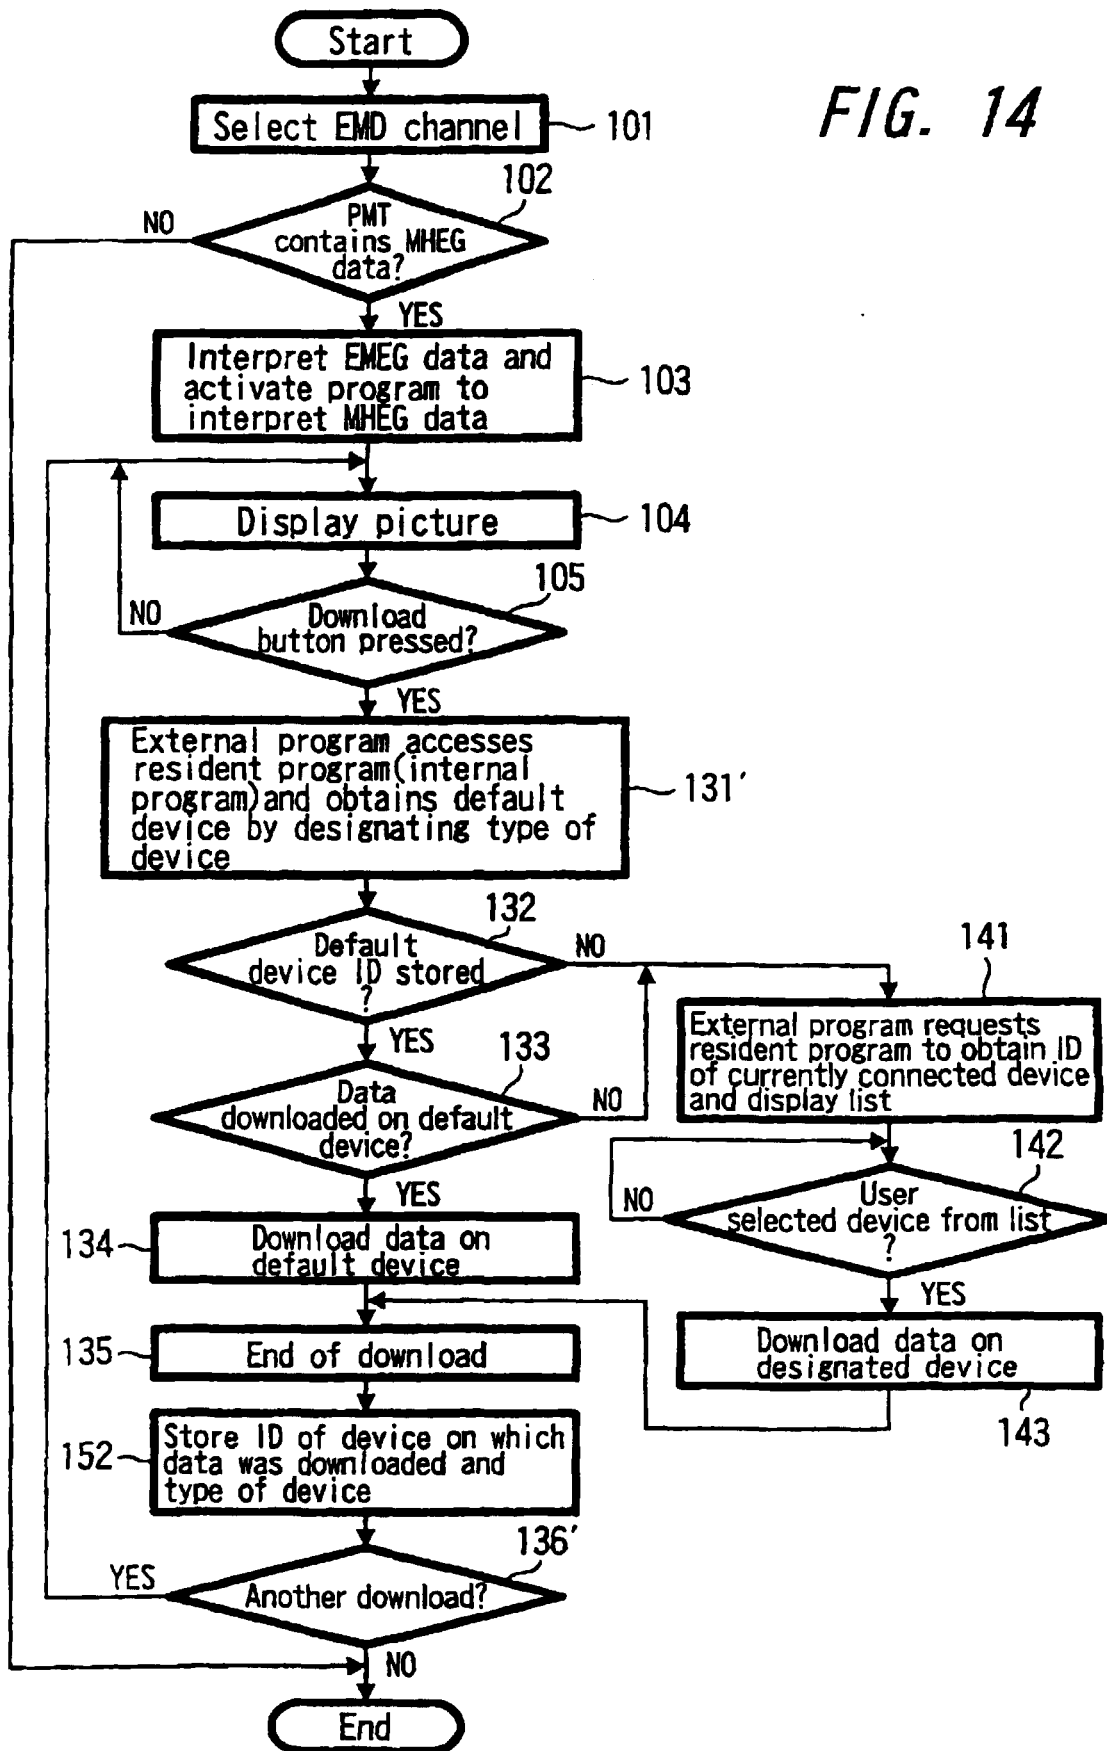 Start
FIG. 14
Select EMD channel
101
102
NO
PMT
contains MHEG
data?
YES
Interpret EMEG data and
activate program to
interpret MHEG data
103
Display picture
104
105
NO
Download
button pressed?
YES
External program accesses
resident program(internal
program)and obtains default
device by designating type of
device
131'
132
Default
device ID stored
?
NO
YES
141
External program requests
resident program to obtain ID
of currently connected device
and display list
133
Data
downloaded on default
device?
NO
YES
142
NO
User
selected device from list
?
YES
134
Download data on
default device
135
End of download
Download data on
designated device
143
152
Store ID of device on which
data was downloaded and
type of device
136'
YES
Another download?
NO
End